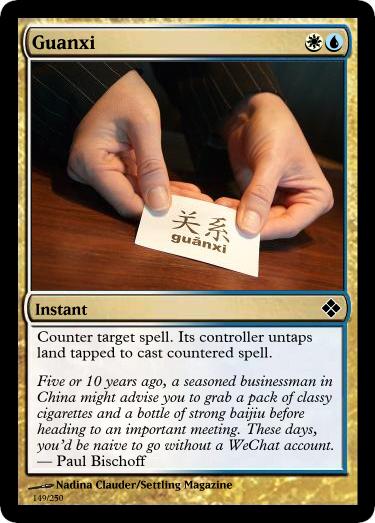 Guanxi
关系
guānxi
Instant
Counter target spell. Its controller untaps
land tapped to cast countered spell.
Five or 10 years ago, a seasoned businessman in
China might advise you to grab a pack of classy
cigarettes and a bottle of strong baijiu before
heading to an important meeting. These days,
you'd be naive to go without a WeChat account.
— Paul Bischoff
Nadina Clauder/Settling Magazine
149/250